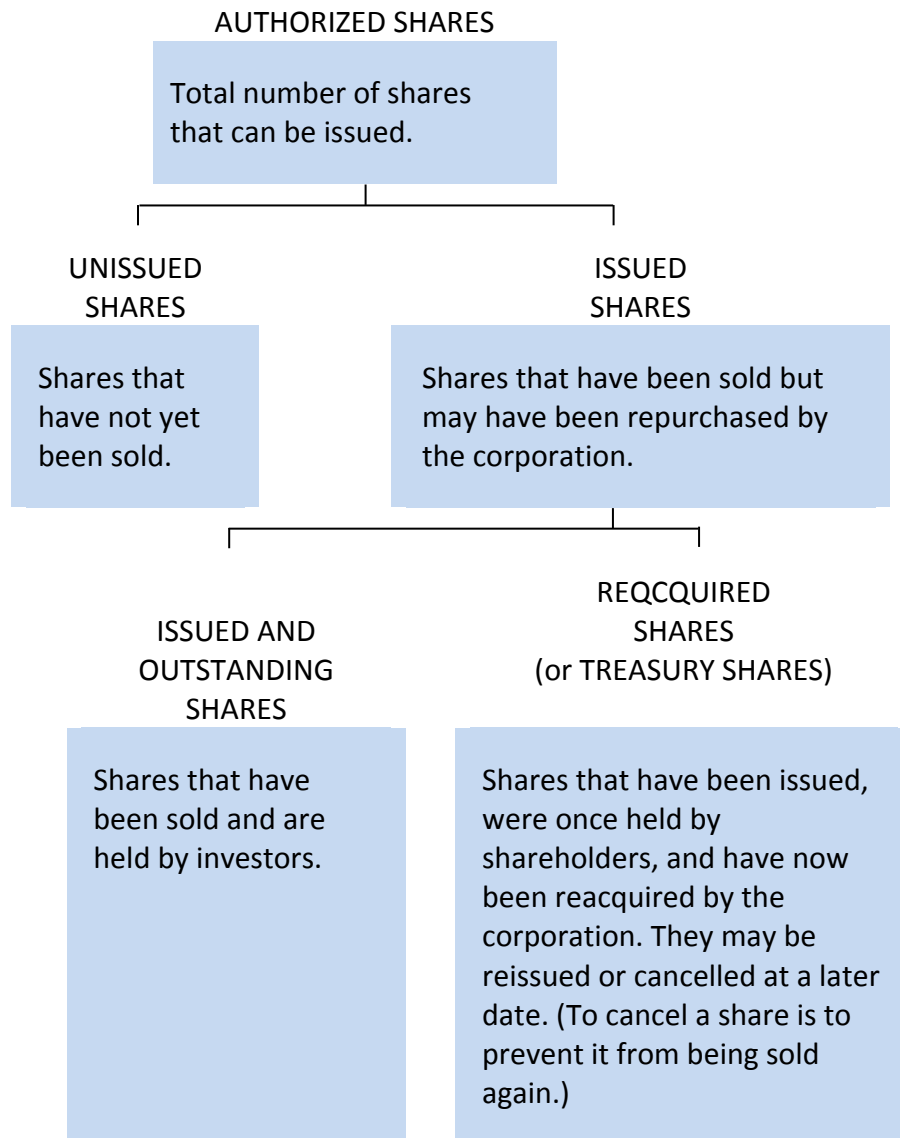 AUTHORIZED SHARES
Total number of shares
that can be issued.
UNISSUED
SHARES
Shares that
have not yet
been sold.
ISSUED
SHARES
Shares that have been sold but
may have been repurchased by
the corporation.
ISSUED AND
OUTSTANDING
SHARES
Shares that have
been sold and are
held by investors.
REQCQUIRED
SHARES
(or TREASURY SHARES)
Shares that have been issued,
were once held by
shareholders, and have now
been reacquired by the
corporation. They may be
reissued or cancelled at a later
date. (To cancel a share is to
prevent it from being sold
again.)